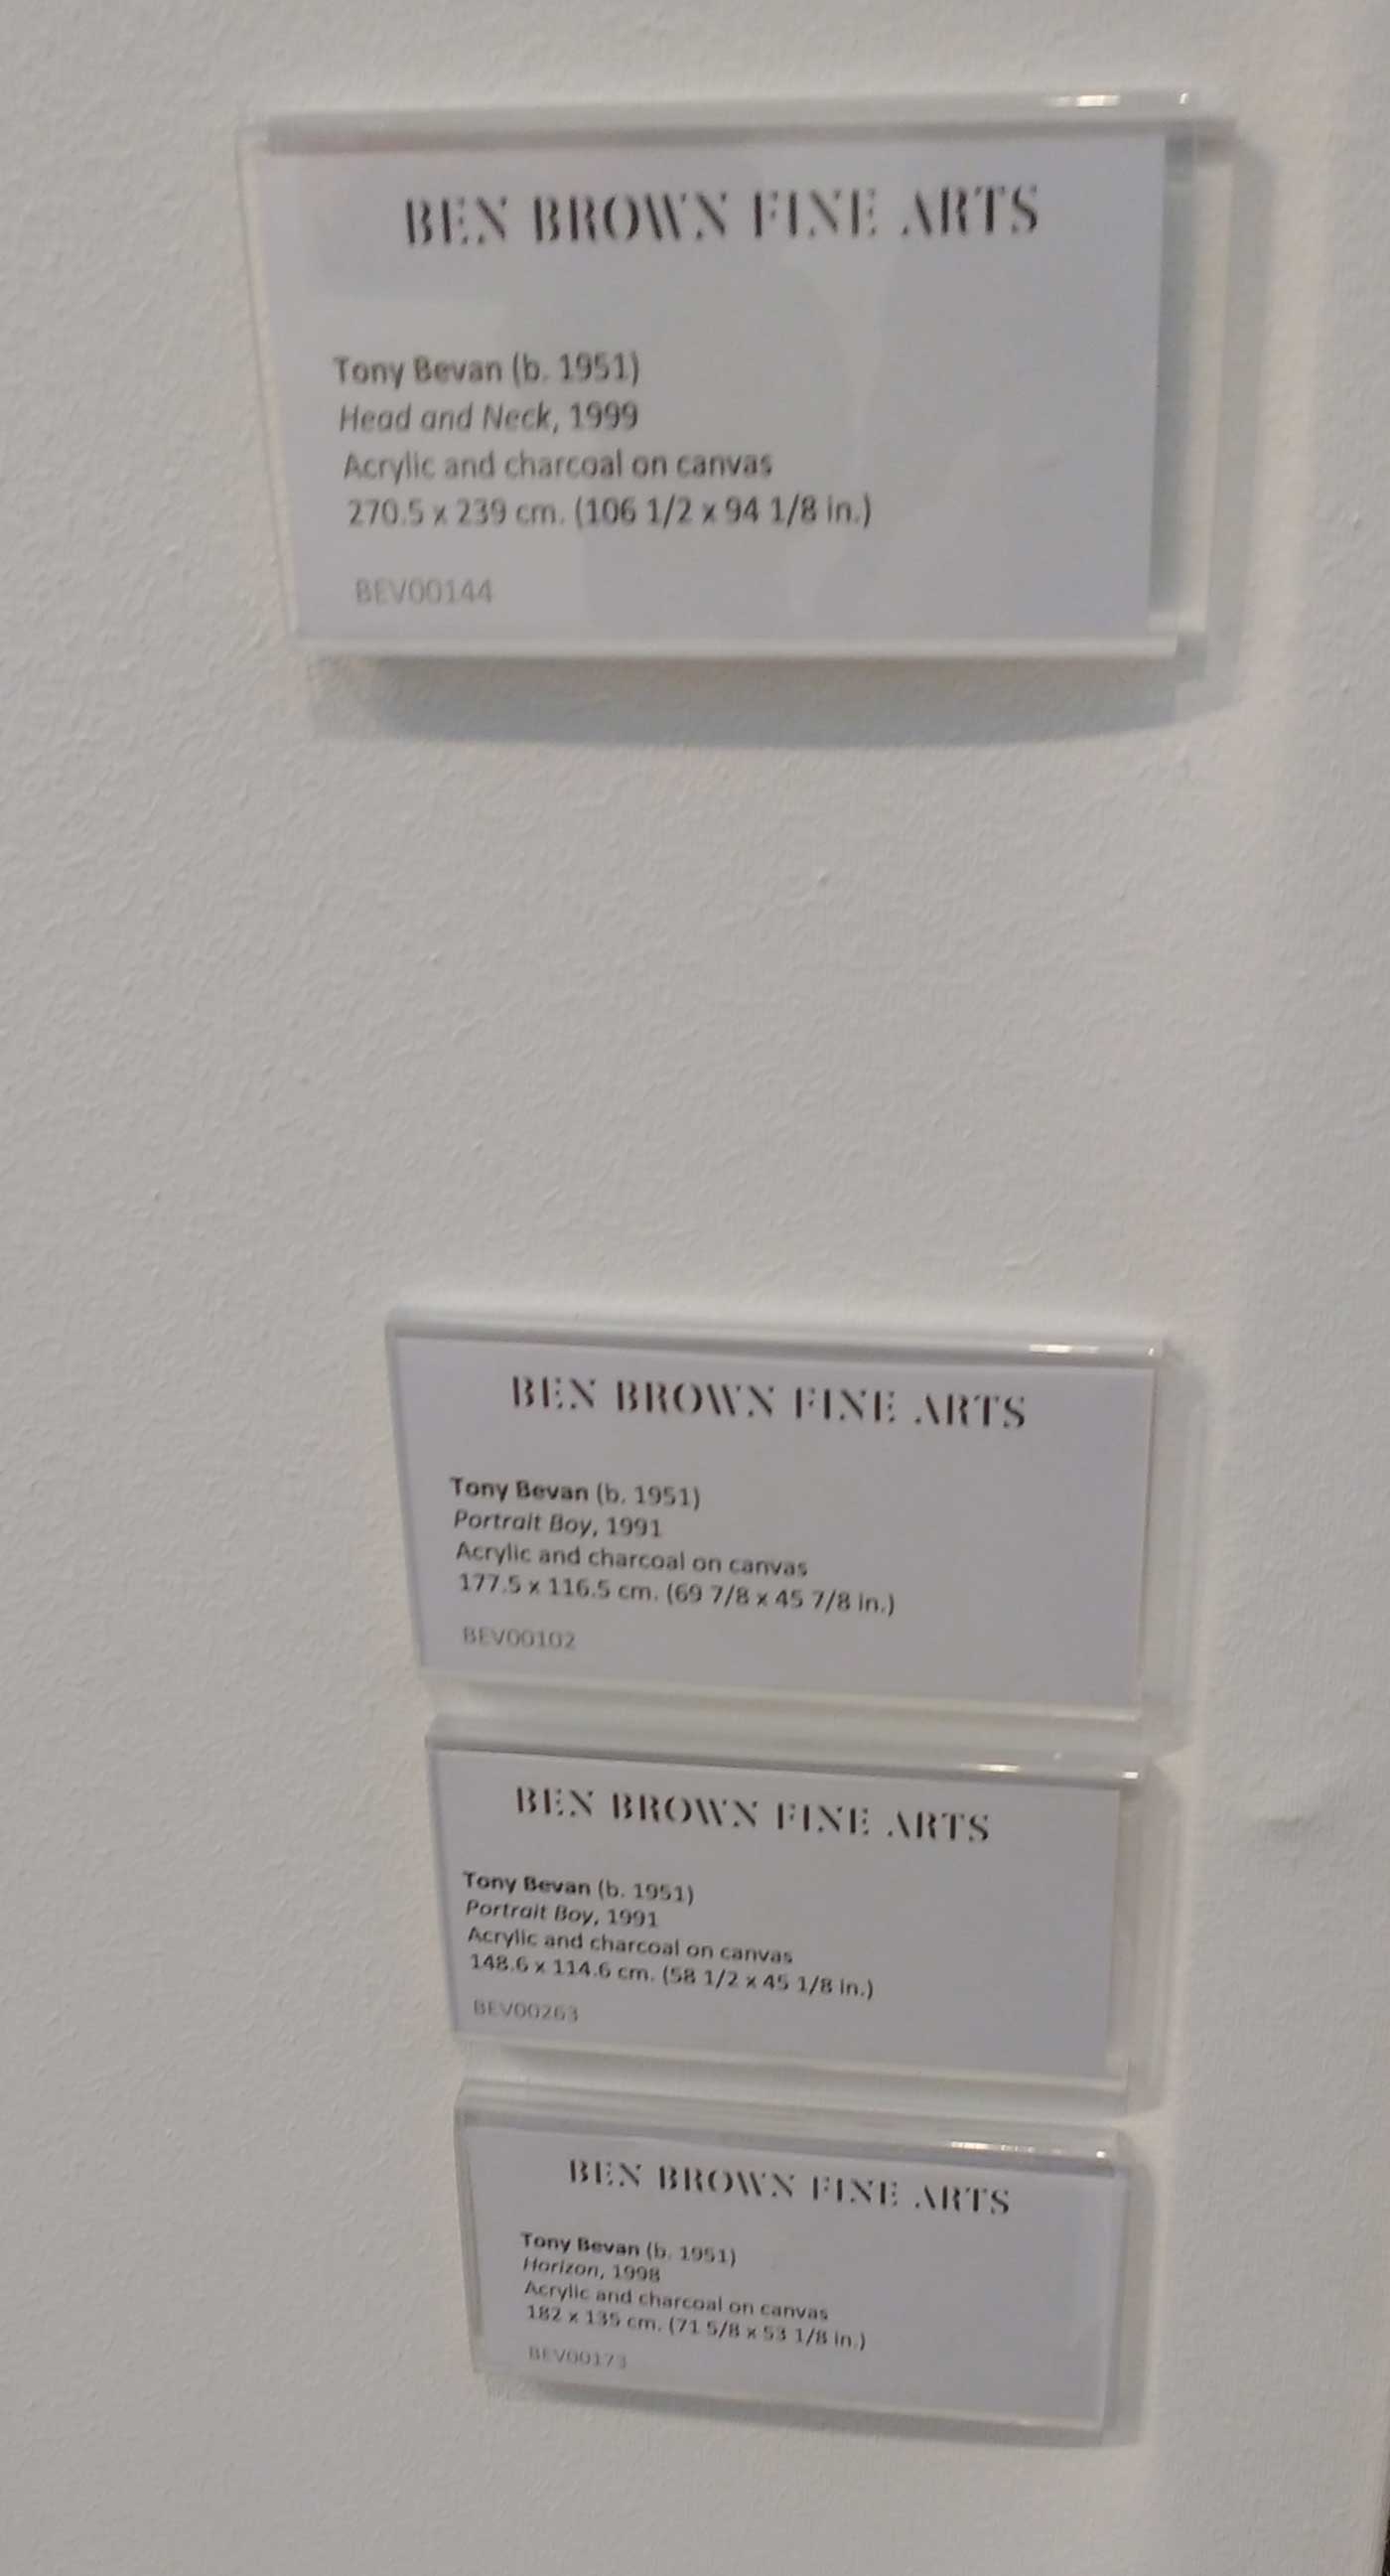 BEN BROWN FINE ARTS
Tony Bevan (b. 1951)
Head and Neck, 1999
Acrylic and charcoal on canvas
270.5 x 239 cm. (106 1/2 x 94 1/8 in.)
BEV00144
BEN BROWN FINE ARTS
Tony Bevan (b. 1951)
Portrait Boy, 1991
Acrylic and charcoal on canvas
177.5 x 116.5 cm. (69 7/8 x 45 7/8 in.)
BEV00102
BEN BROWN FINE ARTS
Tony Bevan (b. 1951)
Portrait Boy, 1991
Acrylic and charcoal on canvas
148.6 x 114.6 cm. (58 1/2 x 45 1/8 in.)
BEV00263
BEN BROWN FINE ARTS
Tony Bevan (b. 1951)
Horizon, 1998
Acrylic and charcoal on canvas
182 x 135 cm. (71 5/8 x 53 1/8 in.)
BEV00173